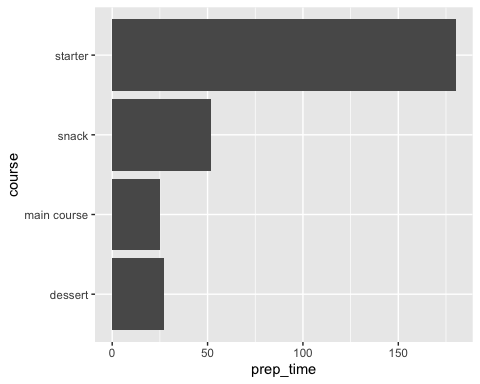 starter
snack
main course
dessert
course
0 50 100 150
prep_time